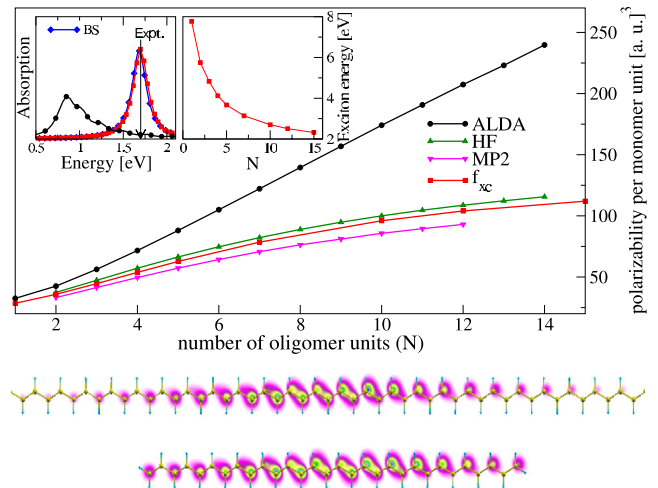 BS
Expt.
Absorption
0.5 1 1.5 2
Energy [eV]
8
6
4
2
Exciton energy [eV]
0 5 10 15
N
ALDA
HF
MP2
f_xc
250
200
150
100
50
polarizability per monomer unit [a. u.]^3
2 4 6 8 10 12 14
number of oligomer units (N)